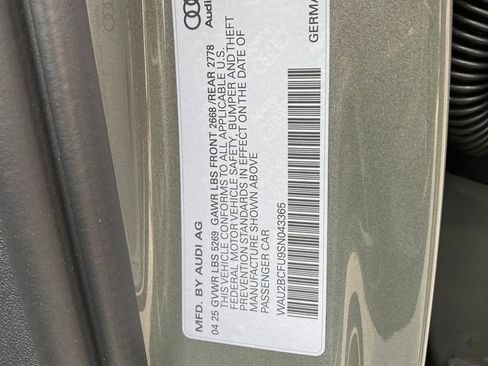 Audi
GERMA
MFD. BY AUDI AG
04 25 GVWR LBS 5269 GAWR LBS FRONT 2668 /REAR 2778
THIS VEHICLE CONFORMS TO ALL APPLICABLE U.S.
FEDERAL MOTOR VEHICLE SAFETY, BUMPER AND THEFT
PREVENTION STANDARDS IN EFFECT ON THE DATE OF
MANUFACTURE SHOWN ABOVE
PASSENGER CAR
WAU2BCFU9SN043365